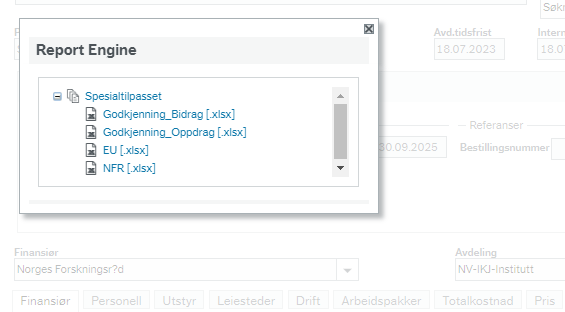 Søkn
Report Engine
Avd.tidsfrist
Intern
18.07.2023
18.0
Spesialtilpasset
Godkjenning_Bidrag [.xlsx]
Godkjenning_Oppdrag [.xlsx]
EU [.xlsx]
NFR [.xlsx]
Referanser
30.09.2025
Bestillingsnummer
Finansiør
Avdeling
Norges Forskningsr?d
NV-IKJ-Institutt
Finansiør Personell Utstyr Leiesteder Drift Arbeidspakker Totalkostnad Pris